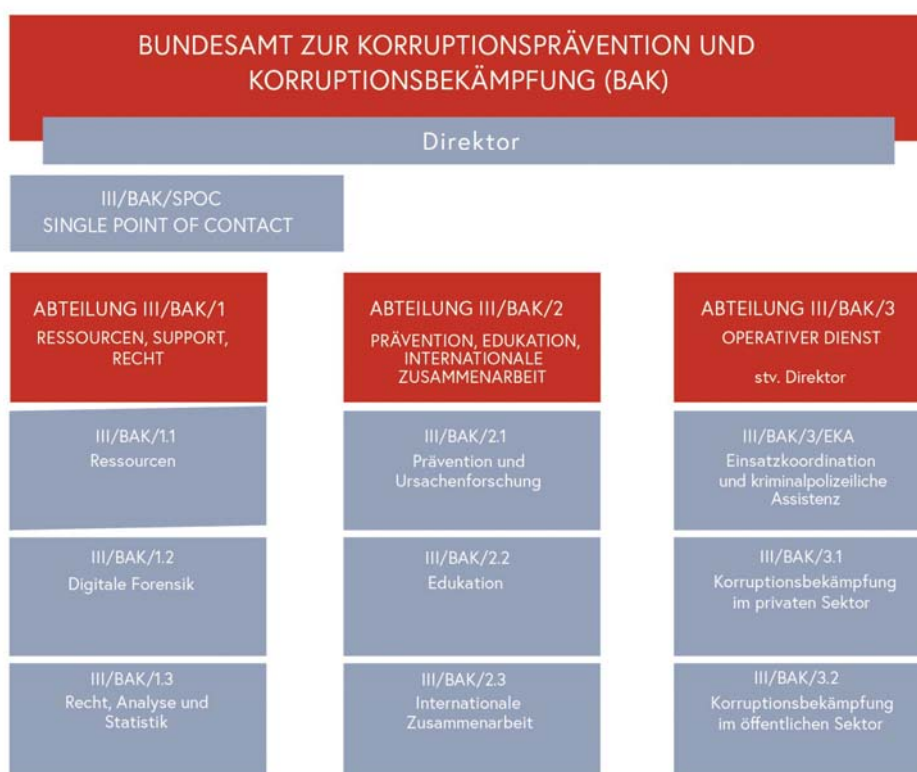 BUNDESAMT ZUR KORRUPTIONSPRÄVENTION UND
KORRUPTIONSBEKÄMPFUNG (BAK)
Direktor
III/BAK/SPOC
SINGLE POINT OF CONTACT
ABTEILUNG III/BAK/1
RESSOURCEN, SUPPORT,
RECHT
III/BAK/1.1
Ressourcen
III/BAK/1.2
Digitale Forensik
III/BAK/1.3
Recht, Analyse und
Statistik
ABTEILUNG III/BAK/2
PRÄVENTION, EDUKATION,
INTERNATIONALE
ZUSAMMENARBEIT
III/BAK/2.1
Prävention und
Ursachenforschung
III/BAK/2.2
Edukation
III/BAK/2.3
Internationale
Zusammenarbeit
ABTEILUNG III/BAK/3
OPERATIVER DIENST
stv. Direktor
III/BAK/3/EKA
Einsatzkoordination
und kriminalpolizeiliche
Assistenz
III/BAK/3.1
Korruptionsbekämpfung
im privaten Sektor
III/BAK/3.2
Korruptionsbekämpfung
im öffentlichen Sektor